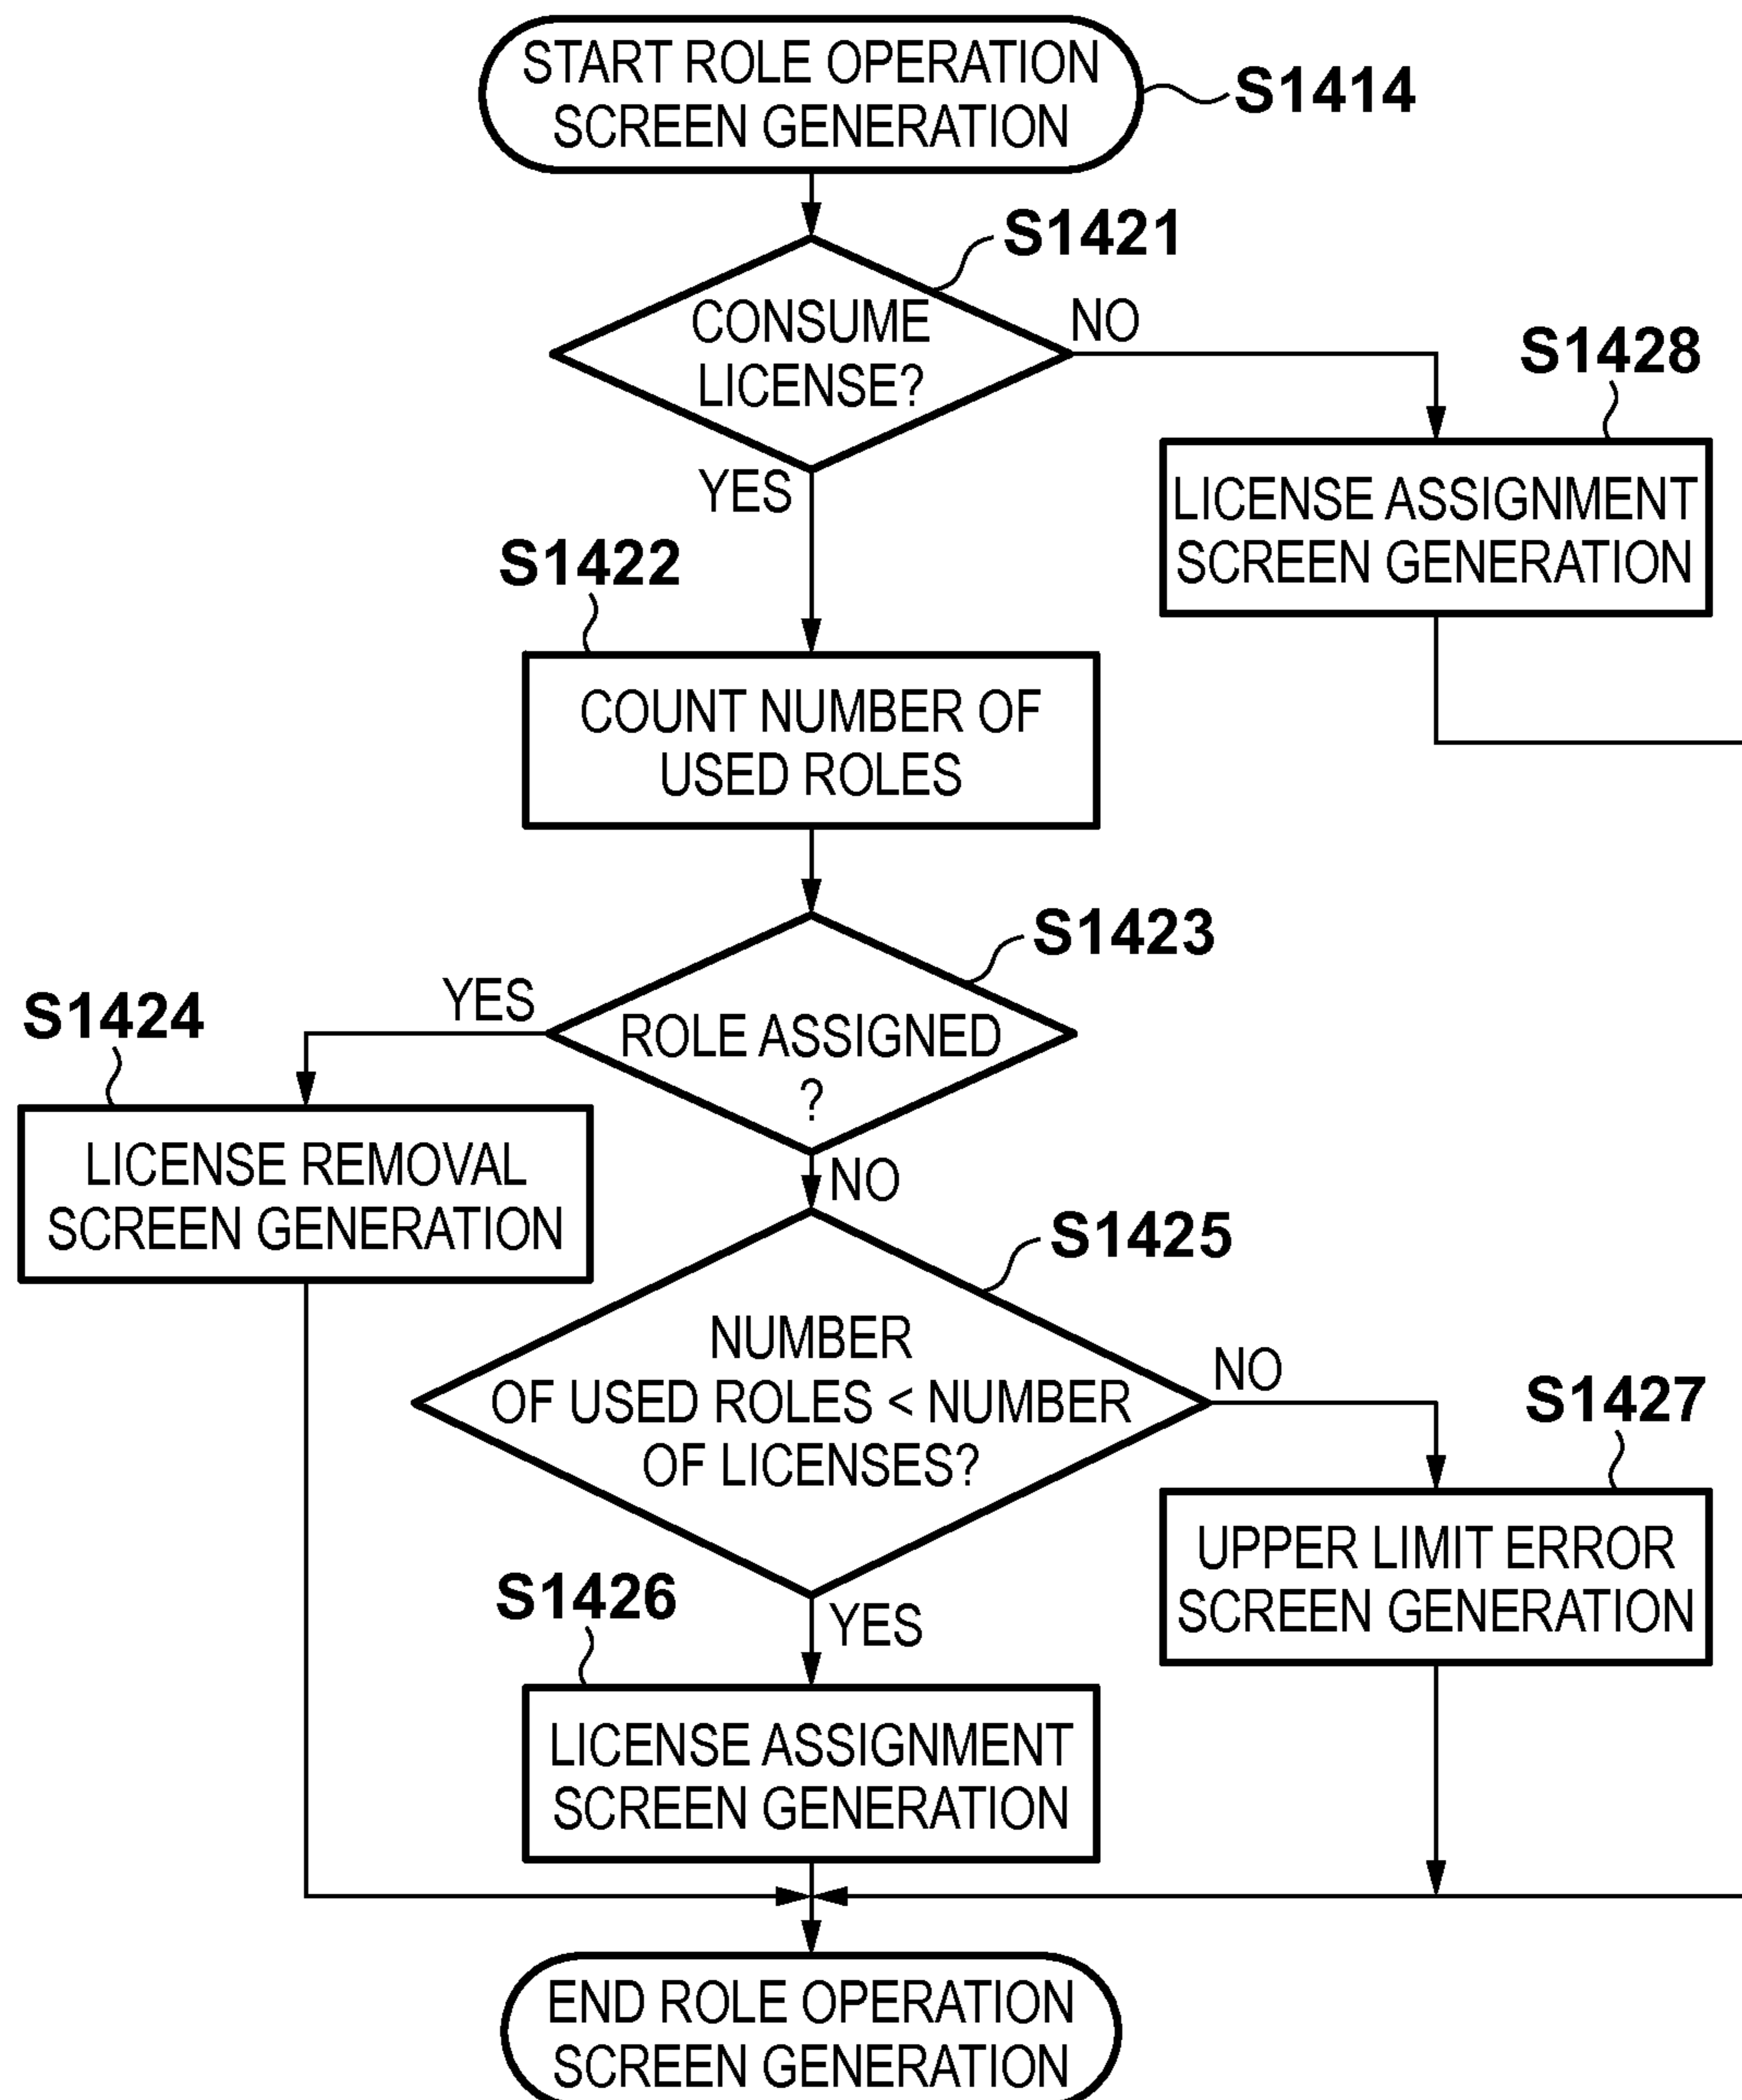 START ROLE OPERATION
SCREEN GENERATION
S1414
S1421
CONSUME
LICENSE?
NO
YES
S1428
LICENSE ASSIGNMENT
SCREEN GENERATION
S1422
COUNT NUMBER OF
USED ROLES
S1423
ROLE ASSIGNED
?
YES
NO
S1424
LICENSE REMOVAL
SCREEN GENERATION
S1425
NUMBER
OF USED ROLES < NUMBER
OF LICENSES?
NO
YES
S1427
UPPER LIMIT ERROR
SCREEN GENERATION
S1426
LICENSE ASSIGNMENT
SCREEN GENERATION
END ROLE OPERATION
SCREEN GENERATION